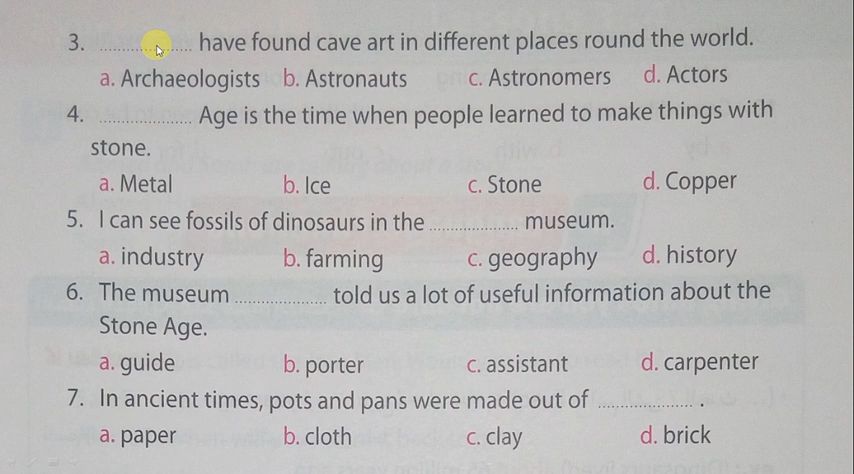 3. .................. have found cave art in different places round the world.
a. Archaeologists b. Astronauts c. Astronomers d. Actors
4. .................. Age is the time when people learned to make things with
stone.
a. Metal b. Ice c. Stone d. Copper
5. I can see fossils of dinosaurs in the .................. museum.
a. industry b. farming c. geography d. history
6. The museum .................. told us a lot of useful information about the
Stone Age.
a. guide b. porter c. assistant d. carpenter
7. In ancient times, pots and pans were made out of .................. .
a. paper b. cloth c. clay d. brick